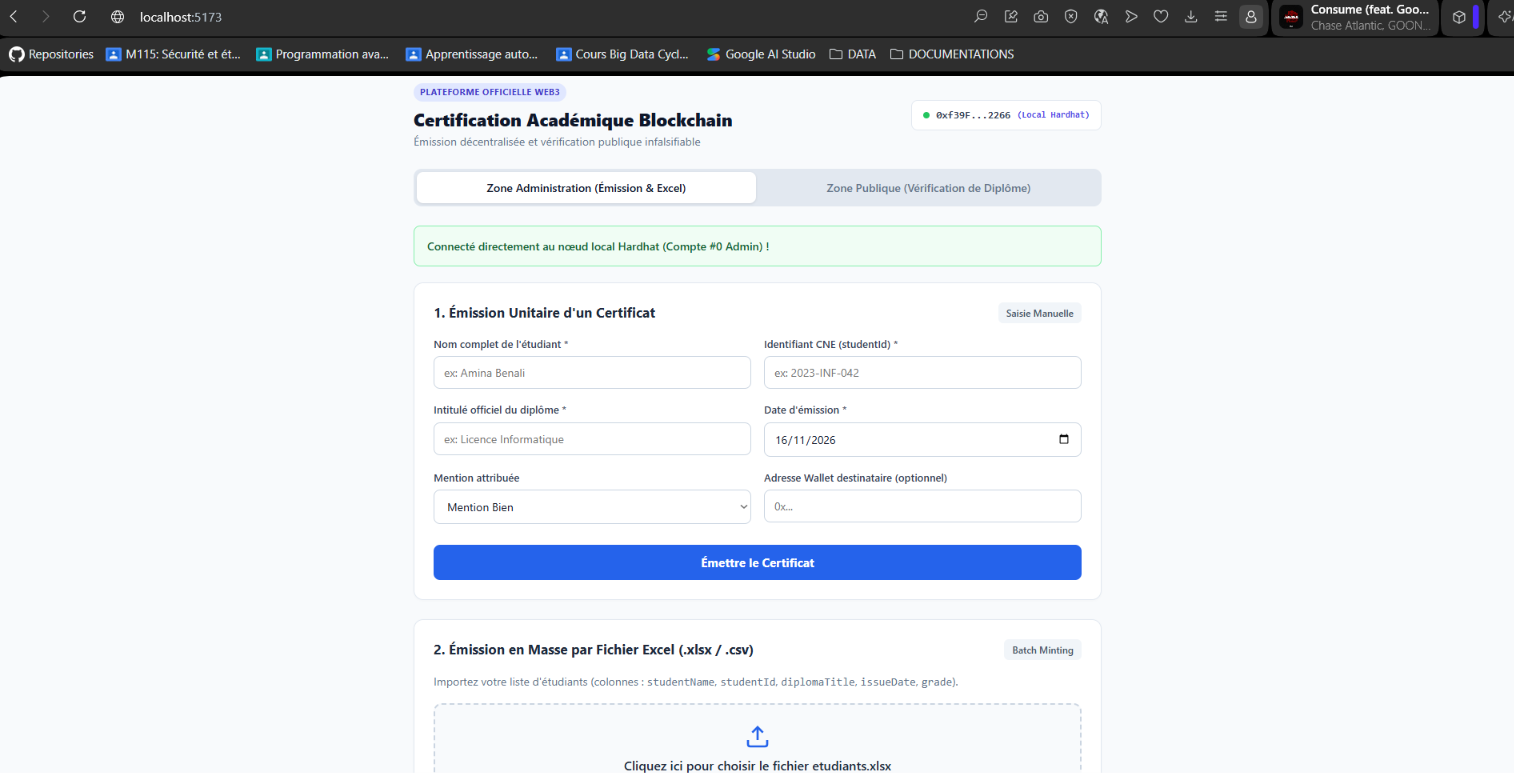 localhost:5173
Consume (feat. Goo...
Chase Atlantic, GOON...
Repositories
M115: Sécurité et ét...
Programmation ava...
Apprentissage auto...
Cours Big Data Cycl...
Google AI Studio
DATA
DOCUMENTATIONS
PLATEFORME OFFICIELLE WEB3
Certification Académique Blockchain
Émission décentralisée et vérification publique infalsifiable
0xf39F...2266 (Local Hardhat)
Zone Administration (Émission & Excel)
Zone Publique (Vérification de Diplôme)
Connecté directement au nœud local Hardhat (Compte #0 Admin) !
1. Émission Unitaire d'un Certificat
Saisie Manuelle
Nom complet de l'étudiant *
Identifiant CNE (studentId) *
ex: Amina Benali
ex: 2023-INF-042
Intitulé officiel du diplôme *
Date d'émission *
ex: Licence Informatique
16/11/2026
Mention attribuée
Adresse Wallet destinataire (optionnel)
Mention Bien
0x...
Émettre le Certificat
2. Émission en Masse par Fichier Excel (.xlsx / .csv)
Batch Minting
Importez votre liste d'étudiants (colonnes : studentName, studentId, diplomaTitle, issueDate, grade).
Cliquez ici pour choisir le fichier etudiants.xlsx